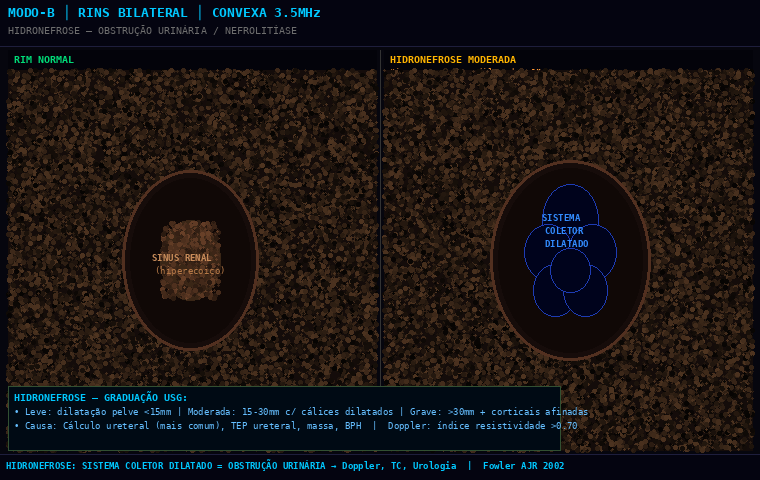 MODO-B | RINS BILATERAL | CONVEXA 3.5MHz
HIDRONEFROSE — OBSTRUÇÃO URINÁRIA / NEFROLITÍASE
RIM NORMAL
HIDRONEFROSE MODERADA
SINUS RENAL
(hiperecoico)
SISTEMA
COLETOR
DILATADO
HIDRONEFROSE — GRADUAÇÃO USG:
• Leve: dilatação pelve <15mm | Moderada: 15-30mm c/ cálices dilatados | Grave: >30mm + corticais afinadas
• Causa: Cálculo ureteral (mais comum), TEP ureteral, massa, BPH | Doppler: índice resistividade >0.70
HIDRONEFROSE: SISTEMA COLETOR DILATADO = OBSTRUÇÃO URINÁRIA → Doppler, TC, Urologia | Fowler AJR 2002